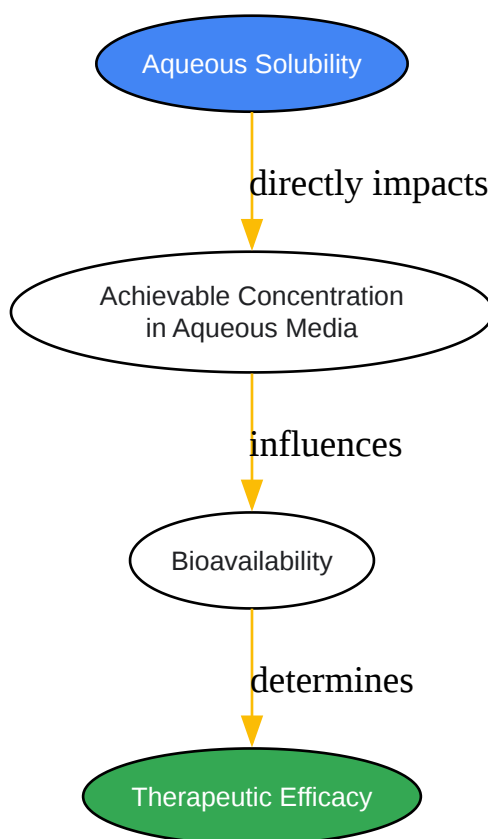 Aqueous Solubility
directly impacts
Achievable Concentration
in Aqueous Media
influences
Bioavailability
determines
Therapeutic Efficacy